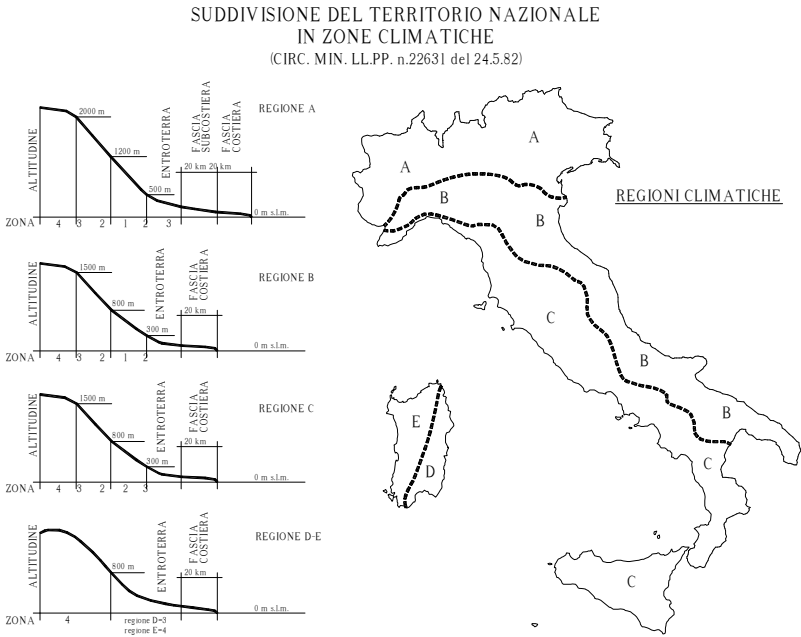 SUDDIVISIONE DEL TERRITORIO NAZIONALE
IN ZONE CLIMATICHE
(CIRC. MIN. LL.PP. n.22631 del 24.5.82)
REGIONE A
ALTITUDINE
2000 m
1200 m
500 m
ENTROTERRA
FASCIA
SUBCOSTIERA
FASCIA
COSTIERA
20 km 20 km
0 m s.l.m.
ZONA 4 3 2 1 2 3
REGIONE B
ALTITUDINE
1500 m
800 m
300 m
ENTROTERRA
FASCIA
COSTIERA
20 km
0 m s.l.m.
ZONA 4 3 2 1 2
REGIONE C
ALTITUDINE
1500 m
800 m
300 m
ENTROTERRA
FASCIA
COSTIERA
20 km
0 m s.l.m.
ZONA 4 3 2 2 3
REGIONE D-E
ALTITUDINE
800 m
ENTROTERRA
FASCIA
COSTIERA
20 km
0 m s.l.m.
ZONA 4
regione D=3
regione E=4
REGIONI CLIMATICHE
A
A
B
B
C
B
B
E
D
C
C